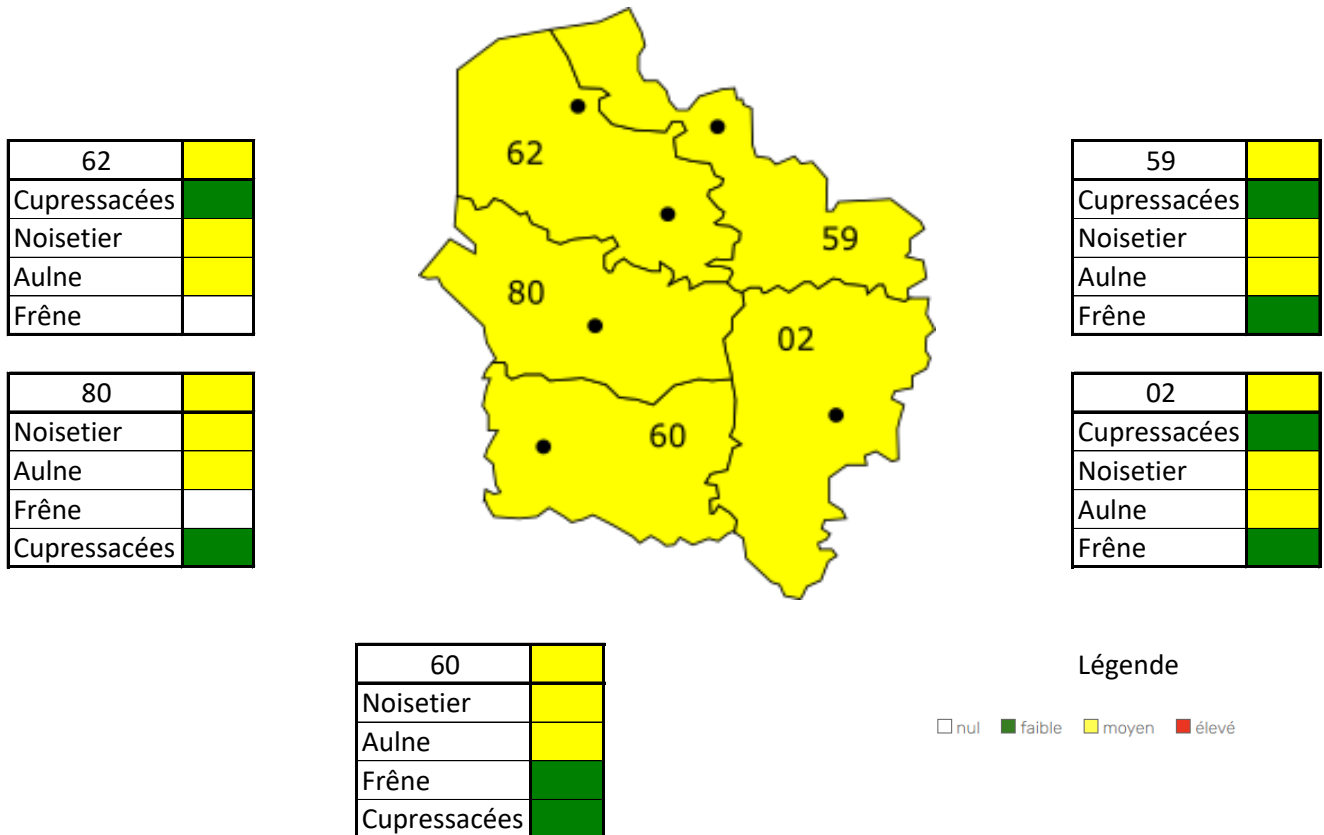 62
Cupressacées
Noisetier
Aulne
Frêne
80
Noisetier
Aulne
Frêne
Cupressacées
62
59
80
02
60
59
Cupressacées
Noisetier
Aulne
Frêne
02
Cupressacées
Noisetier
Aulne
Frêne
60
Noisetier
Aulne
Frêne
Cupressacées
Légende
nul faible moyen élevé